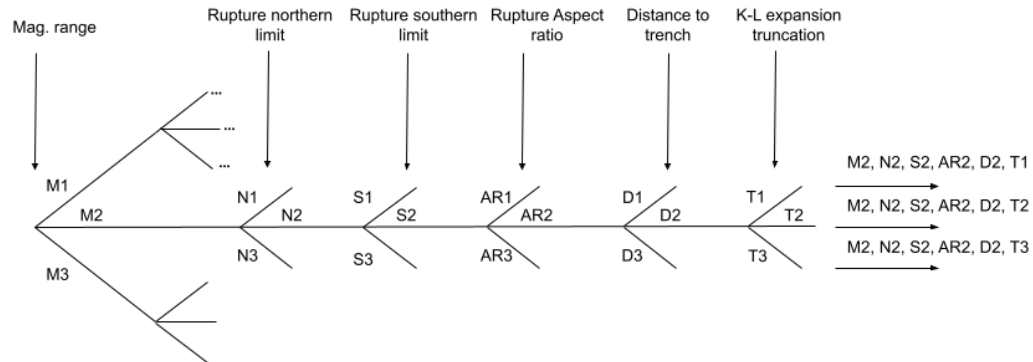 Mag. range
Rupture northern
limit
Rupture southern
limit
Rupture Aspect
ratio
Distance to
trench
K-L expansion
truncation
...
...
...
M1
M2
M3
N1
N2
N3
S1
S2
S3
AR1
AR2
AR3
D1
D2
D3
T1
T2
T3
M2, N2, S2, AR2, D2, T1
M2, N2, S2, AR2, D2, T2
M2, N2, S2, AR2, D2, T3